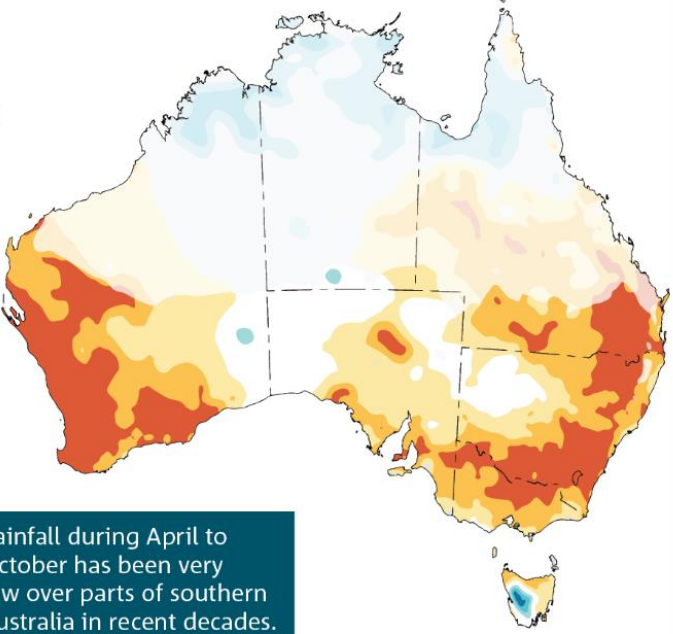 ainfall during April to
ctober has been very
w over parts of southern
ustralia in recent decades.